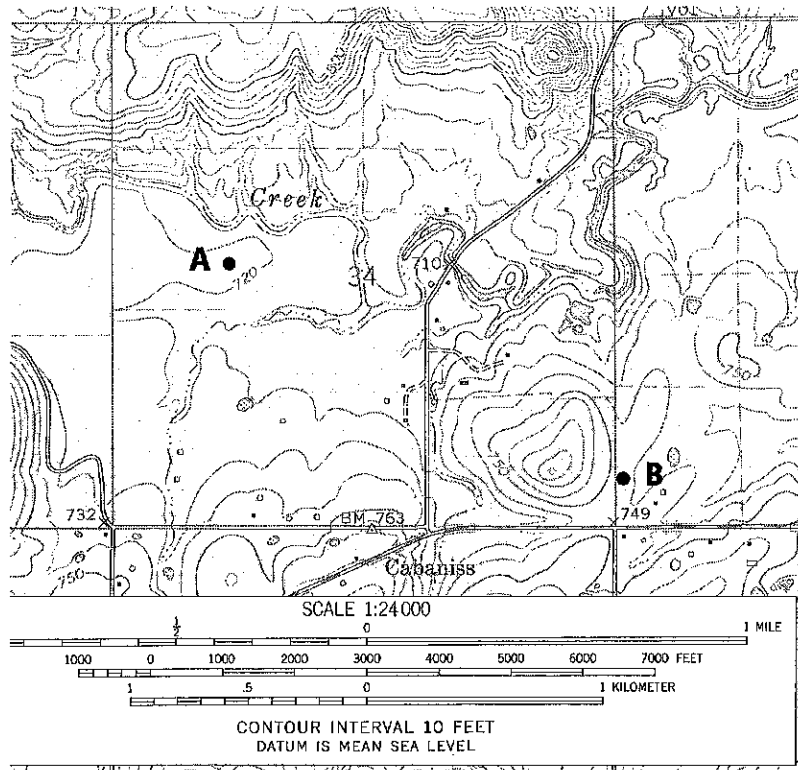 Creek
A
720
34
710
750
750
B
732
BM 763
749
750
Cabaniss
SCALE 1:24000
1/2 0 1 MILE
1000 0 1000 2000 3000 4000 5000 6000 7000 FEET
1 .5 0 1 KILOMETER
CONTOUR INTERVAL 10 FEET
DATUM IS MEAN SEA LEVEL